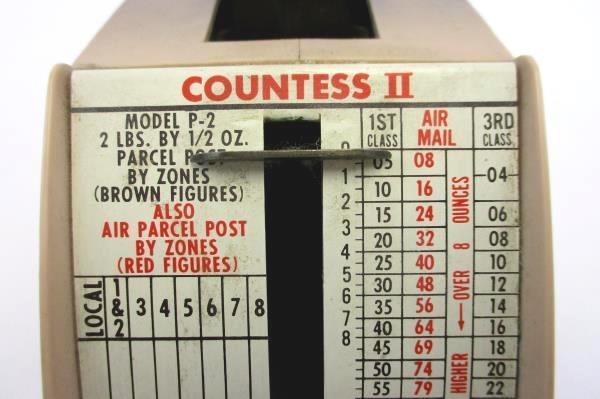 COUNTESS II
MODEL P-2
2 LBS. BY 1/2 OZ.
PARCEL POST
BY ZONES
(BROWN FIGURES)
ALSO
AIR PARCEL POST
BY ZONES
(RED FIGURES)
LOCAL 1&2 3 4 5 6 7 8
0
1
2
3
4
5
6
7
8
1ST CLASS
05
10
15
20
25
30
35
40
45
50
55
AIR MAIL
08
16
24
32
40
48
56
64
69
74
79
HIGHER ← OVER 8 OUNCES
3RD CLASS
04
06
08
10
12
14
16
18
20
22